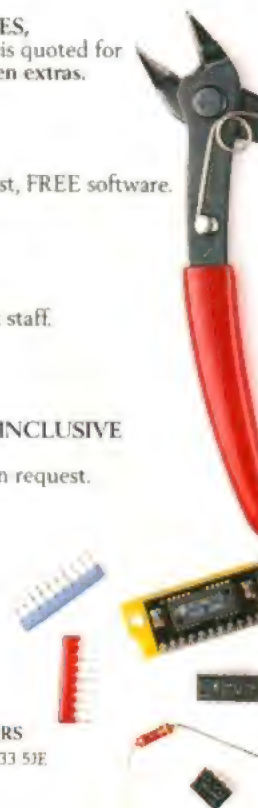 ES,
is quoted for
en extras.
st, FREE software.
staff.
INCLUSIVE
n request.
RS
33 5JE